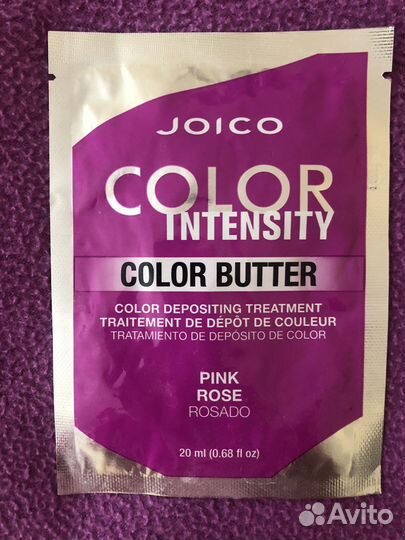 JOICO
COLOR
INTENSITY
COLOR BUTTER
COLOR DEPOSITING TREATMENT
TRAITEMENT DE DÉPÔT DE COULEUR
TRATAMIENTO DE DEPÓSITO DE COLOR
PINK
ROSE
ROSADO
20 ml (0.68 fl oz)
Avito